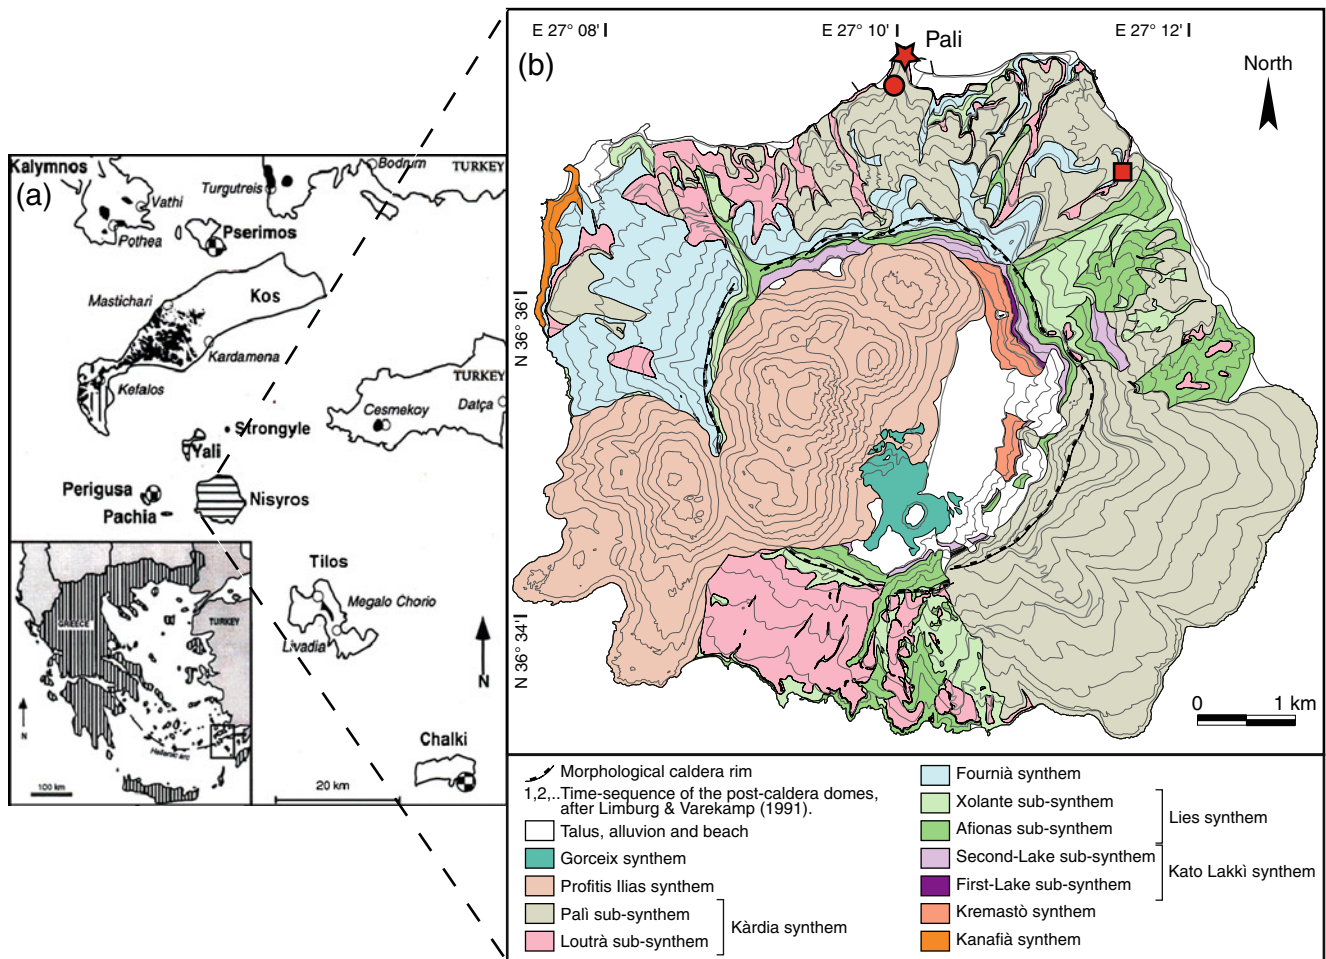 (a)
Kalymnos
Vathi
Pothea
Turgutreis
Bodrum
TURKEY
Pserimos
Mastichari
Kos
Kardamena
Kefalos
TURKEY
Cesmekoy
Datça
Strongyle
Yali
Perigusa
Pachia
Nisyros
Tilos
Megalo Chorio
Livadia
N
Chalki
20 km
GREECE
TURKEY
Hellenic arc
N
100 km
(b)
E 27° 08'
E 27° 10'
E 27° 12'
Pali
North
N 36° 36'
N 36° 34'
0 1 km
Morphological caldera rim
1,2,..Time-sequence of the post-caldera domes,
after Limburg & Varekamp (1991).
Talus, alluvion and beach
Gorceix synthem
Profitis Ilias synthem
Palì sub-synthem
Loutrà sub-synthem
Kàrdia synthem
Fournià synthem
Xolante sub-synthem
Afionas sub-synthem
Lies synthem
Second-Lake sub-synthem
First-Lake sub-synthem
Kato Lakkì synthem
Kremastò synthem
Kanafià synthem